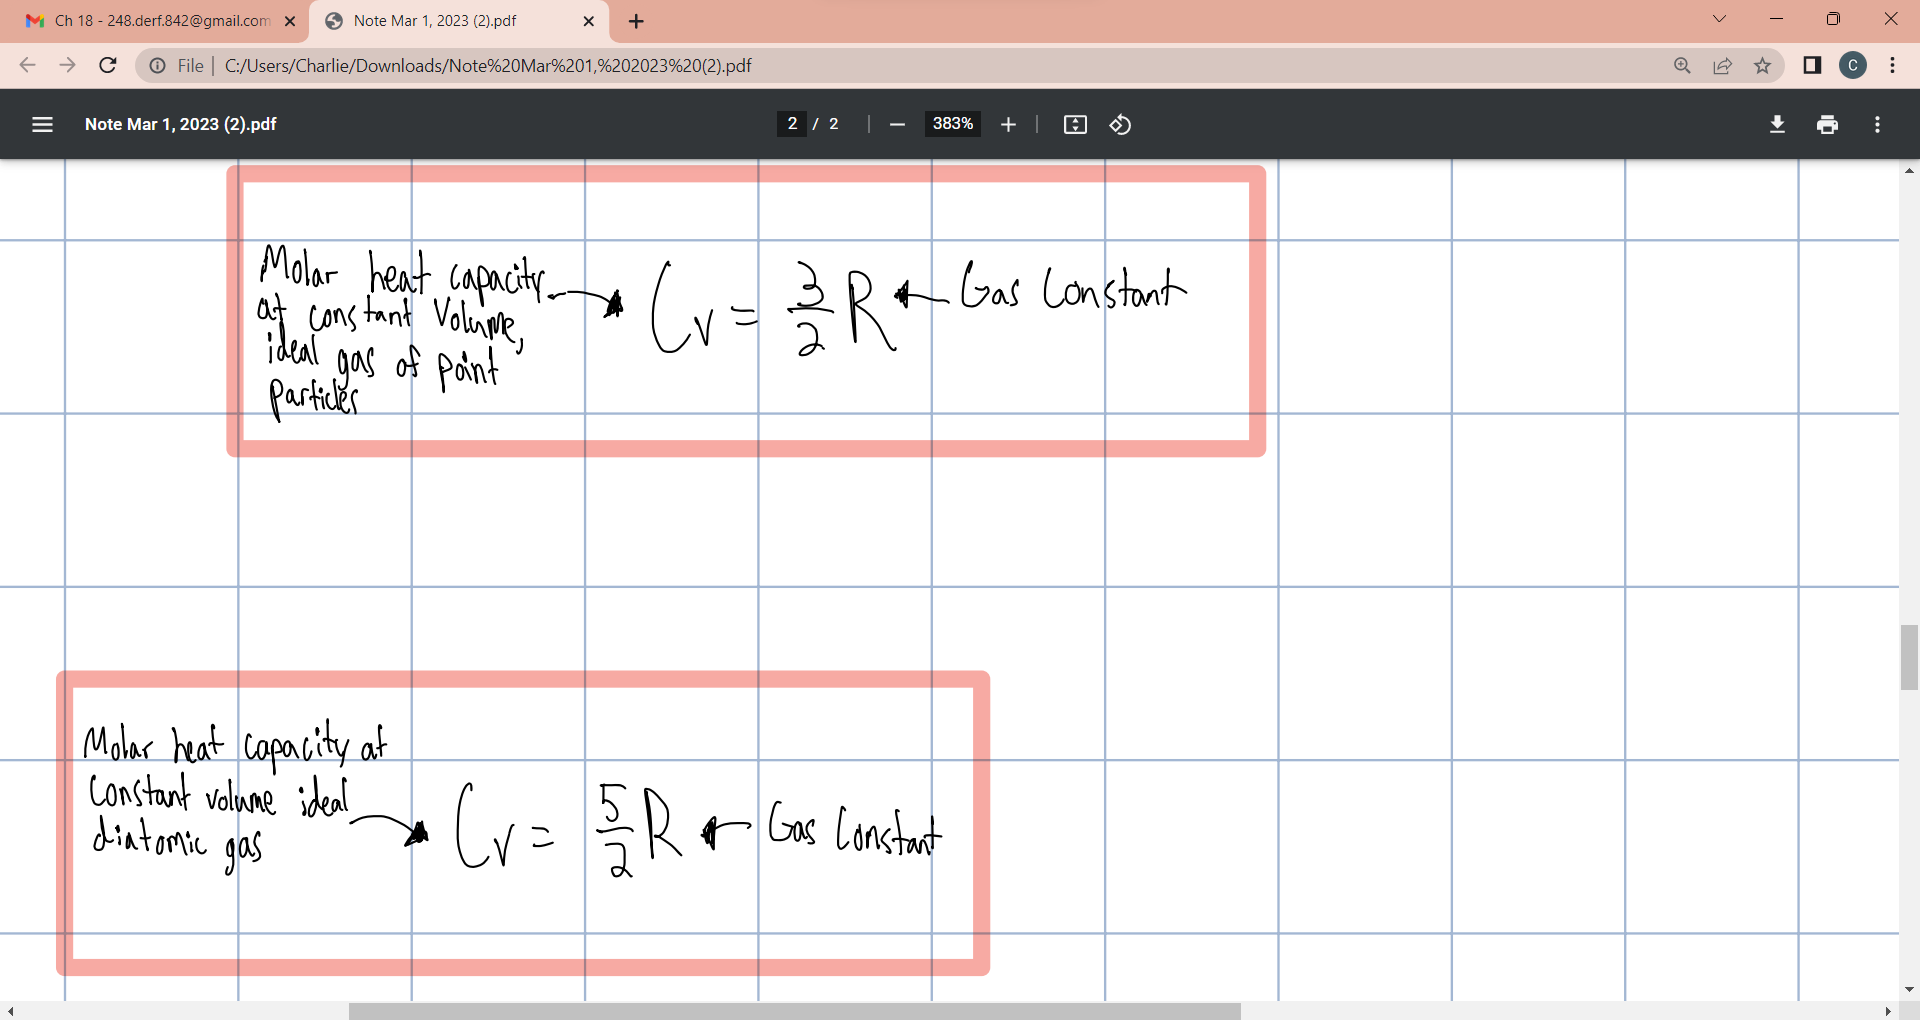 Ch 18 - 248.derf.842@gmail.com
Note Mar 1, 2023 (2).pdf
File | C:/Users/Charlie/Downloads/Note%20Mar%201,%202023%20(2).pdf
C
Note Mar 1, 2023 (2).pdf
2 / 2 | − 383% + |
Molar heat capacity
at constant Volume,
ideal gas of point
particles
Cv = 3/2 R
Gas Constant
Molar heat capacity at
Constant volume ideal
diatomic gas
Cv = 5/2 R
Gas Constant